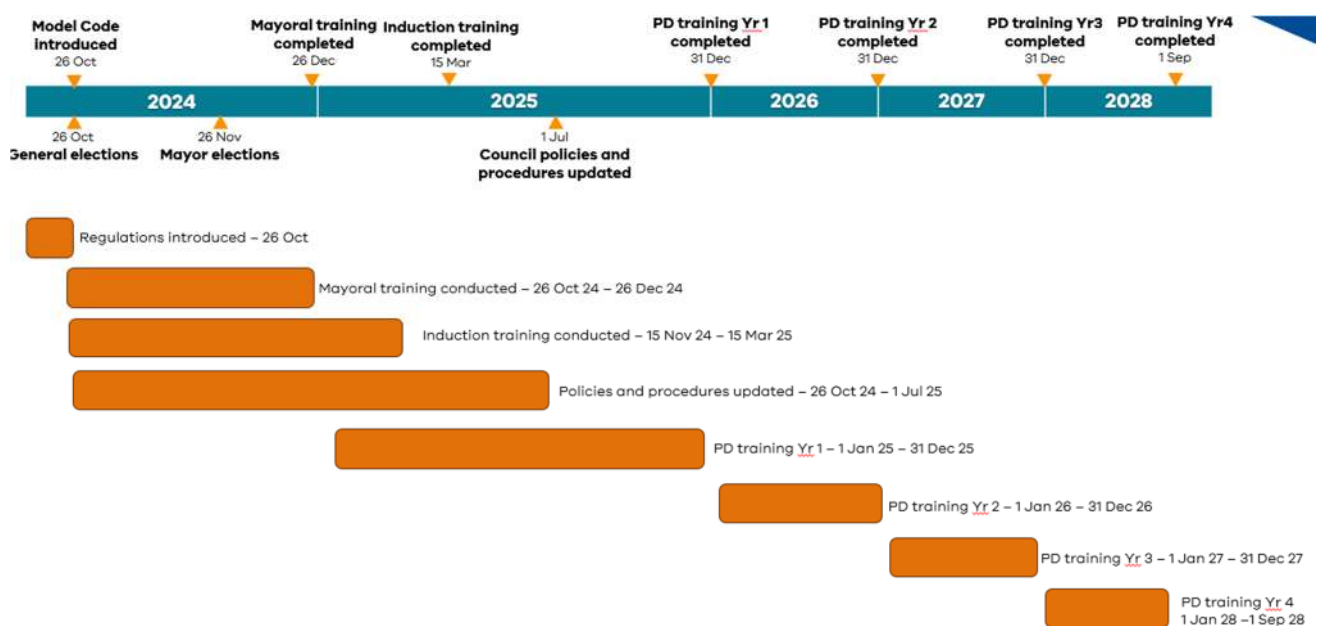 Model Code
introduced
26 Oct
Mayoral training
completed
26 Dec
Induction training
completed
15 Mar
PD training Yr 1
completed
31 Dec
PD training Yr 2
completed
31 Dec
PD training Yr3
completed
31 Dec
PD training Yr4
completed
1 Sep
2024
2025
2026
2027
2028
26 Oct
General elections
26 Nov
Mayor elections
1 Jul
Council policies and
procedures updated
Regulations introduced – 26 Oct
Mayoral training conducted – 26 Oct 24 – 26 Dec 24
Induction training conducted – 15 Nov 24 – 15 Mar 25
Policies and procedures updated – 26 Oct 24 – 1 Jul 25
PD training Yr 1 – 1 Jan 25 – 31 Dec 25
PD training Yr 2 – 1 Jan 26 – 31 Dec 26
PD training Yr 3 – 1 Jan 27 – 31 Dec 27
PD training Yr 4
1 Jan 28 –1 Sep 28